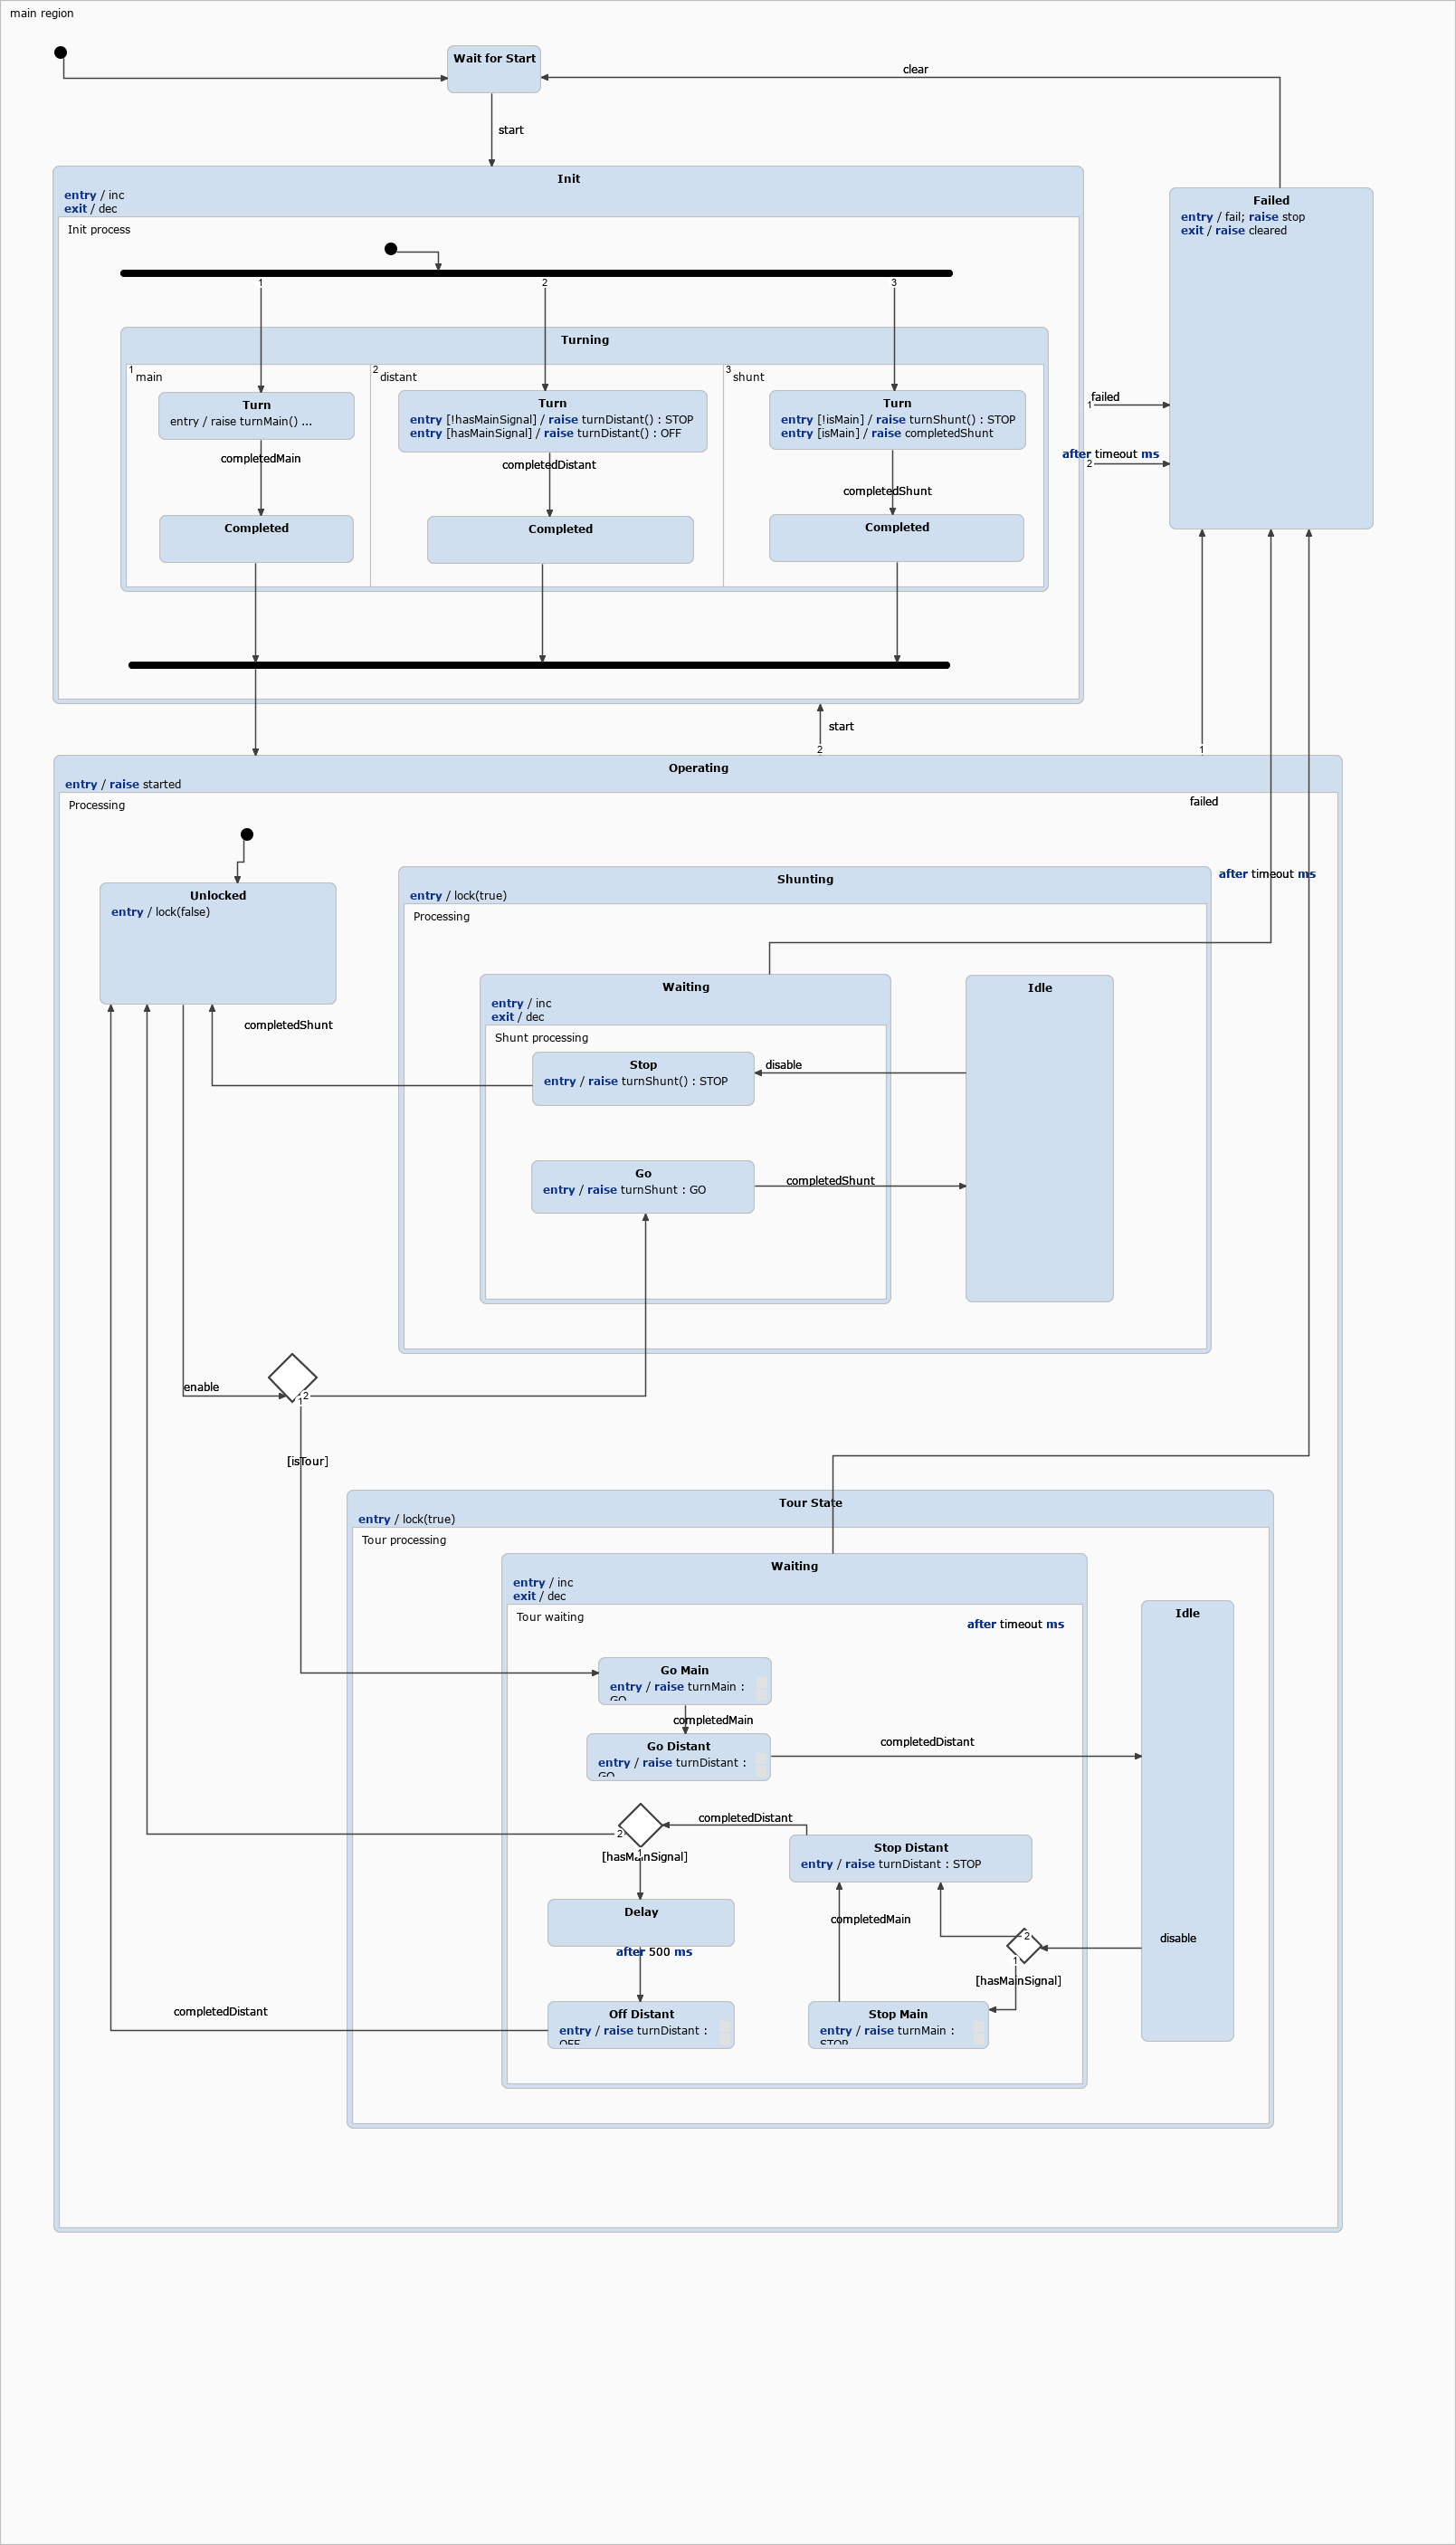 main region
Wait for Start
clear
start
Init
entry / inc
exit / dec
Init process
Failed
entry / fail; raise stop
exit / raise cleared
1
2
3
Turning
1 main
2 distant
3 shunt
Turn
entry / raise turnMain() ...
Turn
entry [!hasMainSignal] / raise turnDistant() : STOP
entry [hasMainSignal] / raise turnDistant() : OFF
Turn
entry [!isMain] / raise turnShunt() : STOP
entry [isMain] / raise completedShunt
failed
1
after timeout ms
2
completedMain
completedDistant
completedShunt
Completed
Completed
Completed
start
2
1
Operating
entry / raise started
Processing
failed
Unlocked
entry / lock(false)
Shunting
entry / lock(true)
Processing
after timeout ms
Waiting
entry / inc
exit / dec
Shunt processing
Idle
completedShunt
Stop
entry / raise turnShunt() : STOP
disable
Go
entry / raise turnShunt : GO
completedShunt
enable
2
1
[isTour]
Tour State
entry / lock(true)
Tour processing
Waiting
entry / inc
exit / dec
Tour waiting
after timeout ms
Idle
Go Main
entry / raise turnMain :
GO
completedMain
Go Distant
entry / raise turnDistant :
GO
completedDistant
completedDistant
2
1
[hasMainSignal]
Stop Distant
entry / raise turnDistant : STOP
Delay
completedMain
2
disable
1
after 500 ms
[hasMainSignal]
completedDistant
Off Distant
entry / raise turnDistant :
OFF
Stop Main
entry / raise turnMain :
STOP